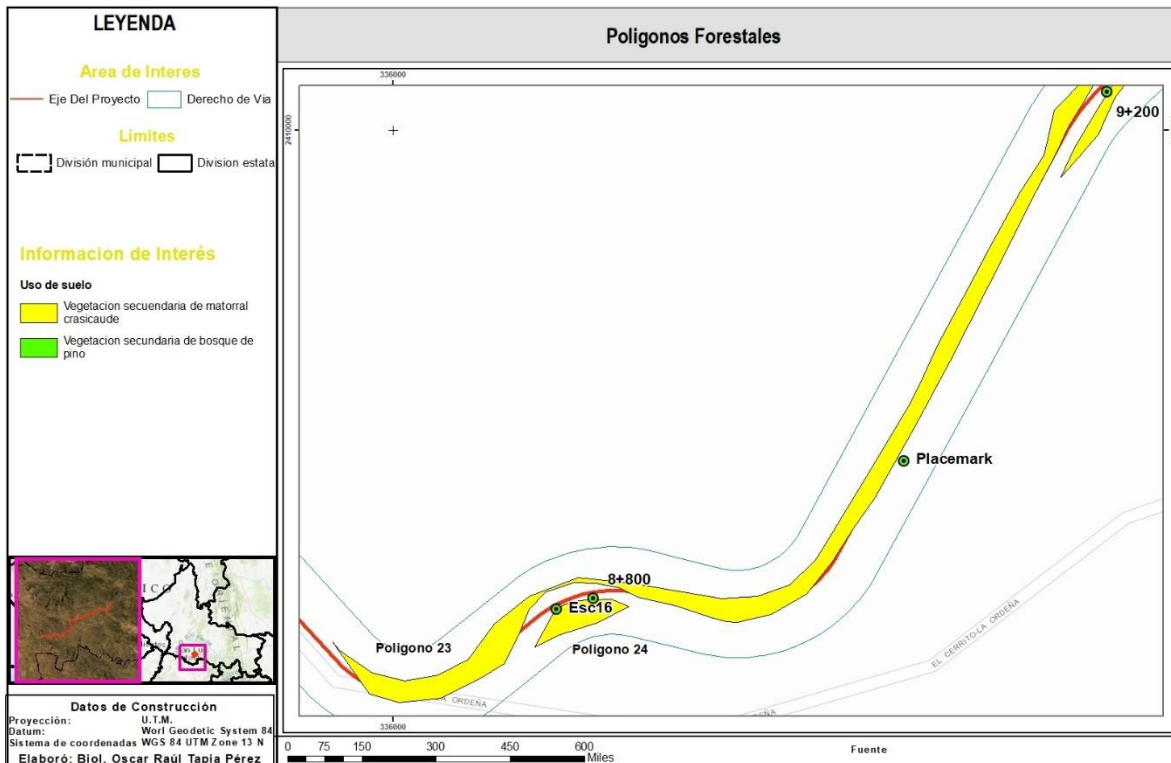 LEYENDA
Area de Interes
Eje Del Proyecto
Derecho de Via
Límites
División municipal
Division estata
Informacion de Interés
Uso de suelo
Vegetacion secuendaria de matorral
crasicaude
Vegetacion secundaria de bosque de
pino
Datos de Construcción
Proyección: U.T.M.
Datum: Worl Geodetic System 84
Sistema de coordenadas WGS 84 UTM Zone 13 N
Elaboró: Biol. Oscar Raúl Tapia Pérez
Poligonos Forestales
336000
2410000
9+200
Placemark
8+800
Esc16
Poligono 23
Poligono 24
EL CERRITO-LA ORDEÑA
LA ORDEÑA
336000
0 75 150 300 450 600
Miles
Fuente